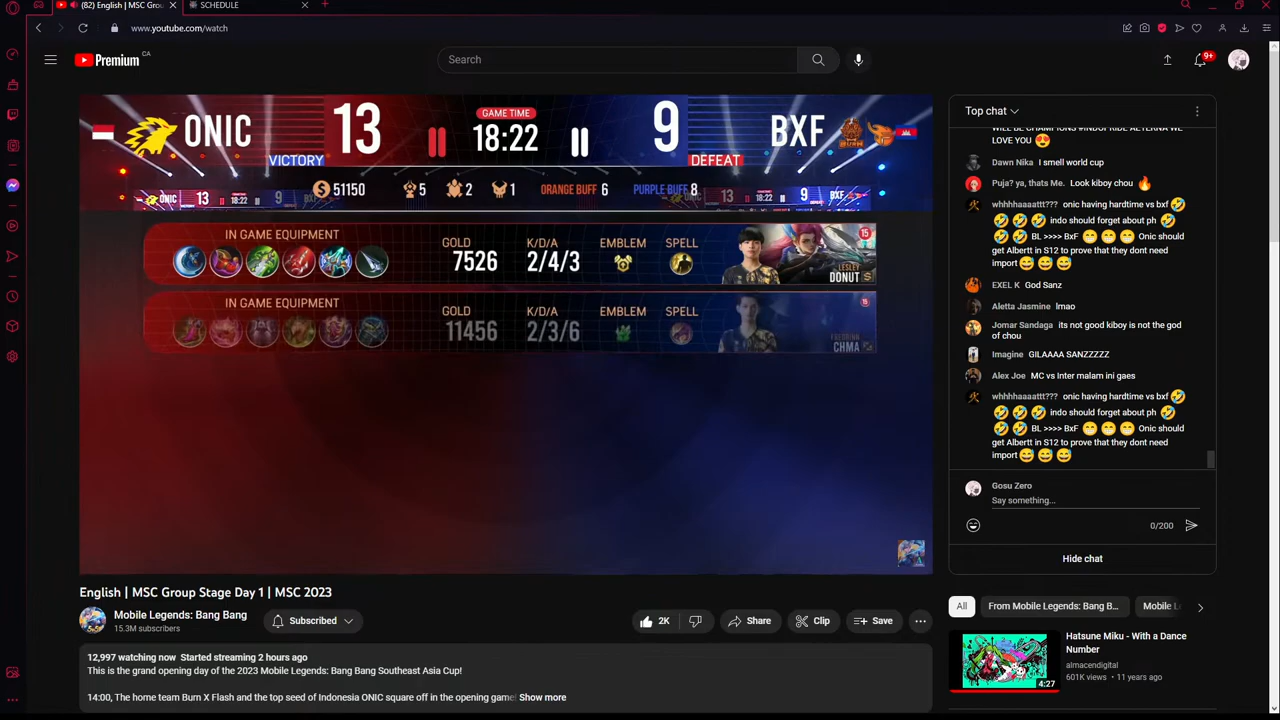 (82) English | MSC Grou
SCHEDULE
www.youtube.com/watch
Premium
CA
Search
9+
ONIC
13
GAME TIME
18:22
9
BXF
VICTORY
DEFEAT
51150
5
2
1
ORANGE BUFF 6
PURPLE BUFF 8
ONIC
13
18:22
9
13
18:22
9
BXF
IN GAME EQUIPMENT
GOLD
7526
K/D/A
2/4/3
EMBLEM
SPELL
15
LESLEY
DONUT
IN GAME EQUIPMENT
GOLD
11456
K/D/A
2/3/6
EMBLEM
SPELL
15
CHMA
English | MSC Group Stage Day 1 | MSC 2023
Mobile Legends: Bang Bang
15.3M subscribers
Subscribed
2K
Share
Clip
Save
12,997 watching now Started streaming 2 hours ago
This is the grand opening day of the 2023 Mobile Legends: Bang Bang Southeast Asia Cup!
14:00, The home team Burn X Flash and the top seed of Indonesia ONIC square off in the opening game
Show more
Top chat
WILL BE CHAMPIONS #INDOPRIDE AETERNA WE
LOVE YOU 😍
Dawn Nika I smell world cup
Puja? ya, thats Me. Look kiboy chou 🔥
whhhhaaaattt??? onic having hardtime vs bxf 🤣
🤣 🤣 🤣 indo should forget about ph 🤣
🤣 🤣 BL >>>> BxF 😁 😁 😁 Onic should
get Albertt in S12 to prove that they dont need
import 😅 😅 😅
EXEL K God Sanz
Aletta Jasmine lmao
Jomar Sandaga its not good kiboy is not the god
of chou
Imagine GILAAAA SANZZZZZ
Alex Joe MC vs Inter malam ini gaes
whhhhaaaattt??? onic having hardtime vs bxf 🤣
🤣 🤣 🤣 indo should forget about ph 🤣
🤣 🤣 BL >>>> BxF 😁 😁 😁 Onic should
get Albertt in S12 to prove that they dont need
import 😅 😅 😅
Gosu Zero
Say something...
0/200
Hide chat
All
From Mobile Legends: Bang B...
Mobile L
Hatsune Miku - With a Dance
Number
almacendigital
601K views • 11 years ago
4:27